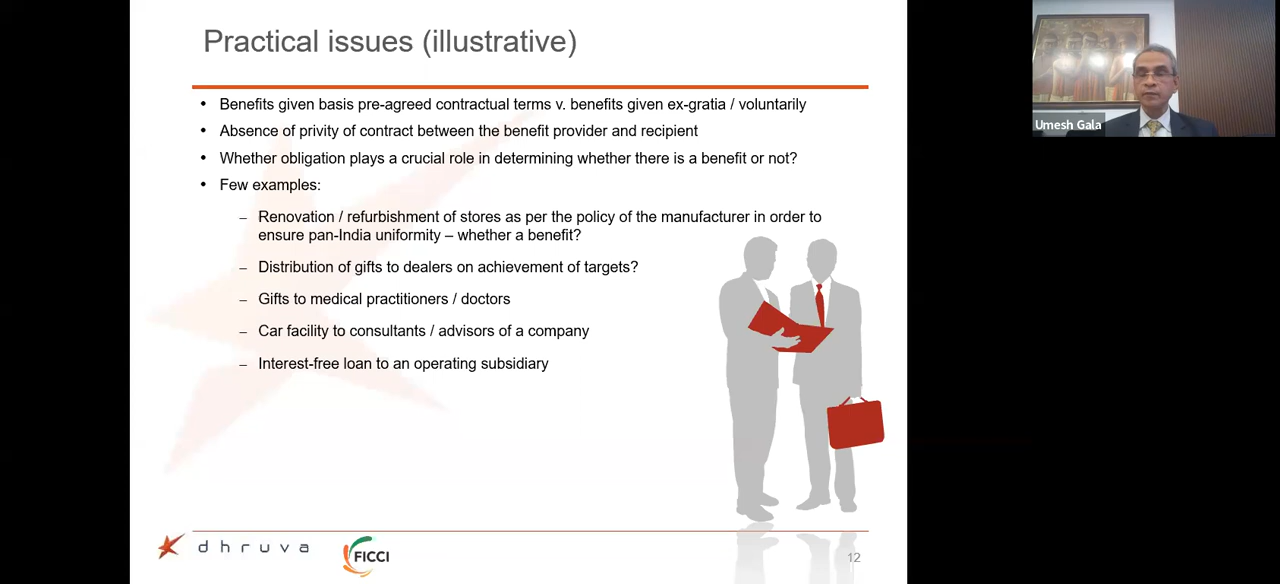 Practical issues (illustrative)
• Benefits given basis pre-agreed contractual terms v. benefits given ex-gratia / voluntarily
• Absence of privity of contract between the benefit provider and recipient
• Whether obligation plays a crucial role in determining whether there is a benefit or not?
• Few examples:
– Renovation / refurbishment of stores as per the policy of the manufacturer in order to
ensure pan-India uniformity – whether a benefit?
– Distribution of gifts to dealers on achievement of targets?
– Gifts to medical practitioners / doctors
– Car facility to consultants / advisors of a company
– Interest-free loan to an operating subsidiary
dhruva
FICCI
12
Umesh Gala